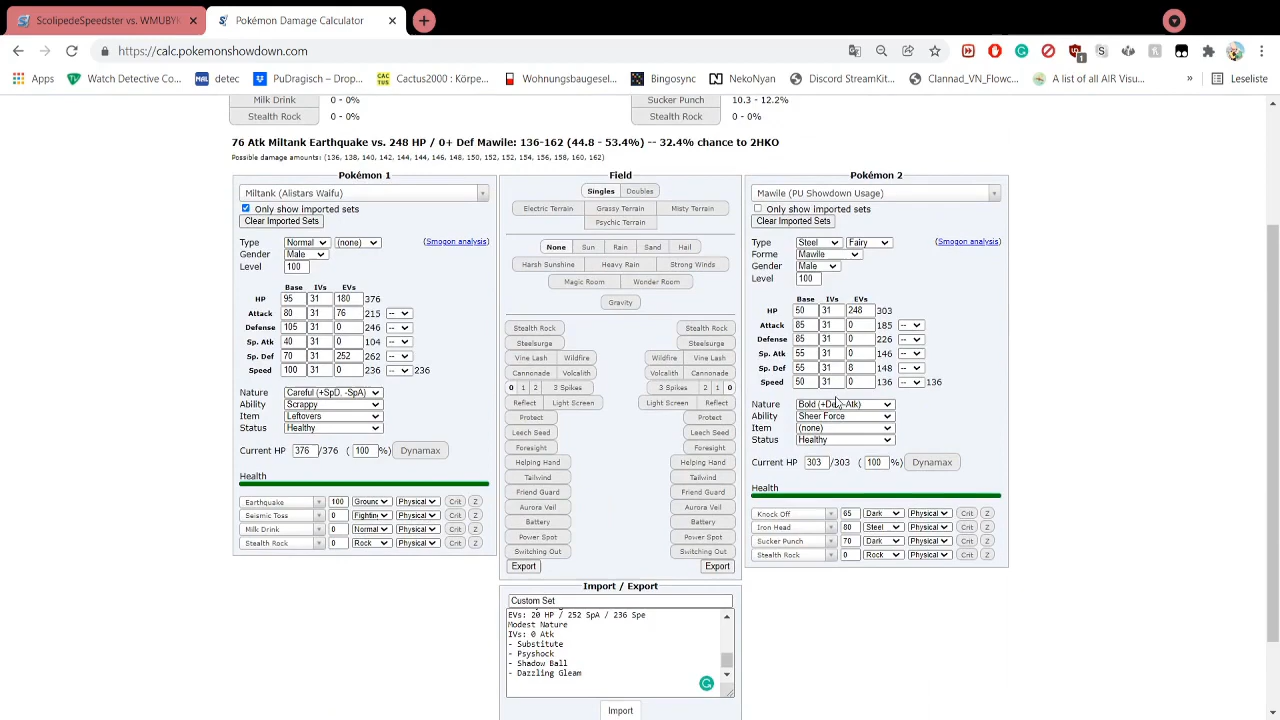 ScolipedeSpeedster vs. WMUBYI ×
Pokémon Damage Calculator ×
https://calc.pokemonshowdown.com
Apps Watch Detective Co... detec PuDragisch – Drop... Cactus2000 : Körpe... Wohnungsbaugesel... Bingosync NekoNyan Discord StreamKit... Clannad_VN_Flowc... A list of all AIR Visu... » Leseliste
Milk Drink 0 - 0% Sucker Punch 10.3 - 12.2%
Stealth Rock 0 - 0% Stealth Rock 0 - 0%
76 Atk Miltank Earthquake vs. 248 HP / 0+ Def Mawile: 136-162 (44.8 - 53.4%) -- 32.4% chance to 2HKO
Possible damage amounts: (136, 138, 140, 142, 144, 144, 146, 148, 150, 152, 152, 154, 156, 158, 160, 162)
Pokémon 1
Miltank (Alistars Waifu)
Only show imported sets
Clear Imported Sets
Type Normal (none) (Smogon analysis)
Gender Male
Level 100
Base IVs EVs
HP 95 31 180 376
Attack 80 31 76 215 --
Defense 105 31 0 246 --
Sp. Atk 40 31 0 104 --
Sp. Def 70 31 252 262 --
Speed 100 31 0 236 -- 236
Nature Careful (+SpD, -SpA)
Ability Scrappy
Item Leftovers
Status Healthy
Current HP 376 /376 ( 100 %) Dynamax
Health
Earthquake 100 Ground Physical Crit Z
Seismic Toss 0 Fighting Physical Crit Z
Milk Drink 0 Normal Physical Crit Z
Stealth Rock 0 Rock Physical Crit Z
Field
Singles Doubles
Electric Terrain Grassy Terrain Misty Terrain
Psychic Terrain
None Sun Rain Sand Hail
Harsh Sunshine Heavy Rain Strong Winds
Magic Room Wonder Room
Gravity
Stealth Rock Stealth Rock
Steelsurge Steelsurge
Vine Lash Wildfire Wildfire Vine Lash
Cannonade Volcalith Volcalith Cannonade
0 1 2 3 Spikes 3 Spikes 2 1 0
Reflect Light Screen Light Screen Reflect
Protect Protect
Leech Seed Leech Seed
Foresight Foresight
Helping Hand Helping Hand
Tailwind Tailwind
Friend Guard Friend Guard
Aurora Veil Aurora Veil
Battery Battery
Power Spot Power Spot
Switching Out Switching Out
Export Export
Pokémon 2
Mawile (PU Showdown Usage)
Only show imported sets
Clear Imported Sets
Type Steel Fairy (Smogon analysis)
Forme Mawile
Gender Male
Level 100
Base IVs EVs
HP 50 31 248 303
Attack 85 31 0 185 --
Defense 85 31 0 226 --
Sp. Atk 55 31 0 146 --
Sp. Def 55 31 8 148 --
Speed 50 31 0 136 -- 136
Nature Bold (+Def, -Atk)
Ability Sheer Force
Item (none)
Status Healthy
Current HP 303 /303 ( 100 %) Dynamax
Health
Knock Off 65 Dark Physical Crit Z
Iron Head 80 Steel Physical Crit Z
Sucker Punch 70 Dark Physical Crit Z
Stealth Rock 0 Rock Physical Crit Z
Import / Export
Custom Set
EVs: 20 HP / 252 SpA / 236 Spe
Modest Nature
IVs: 0 Atk
- Substitute
- Psyshock
- Shadow Ball
- Dazzling Gleam
Import